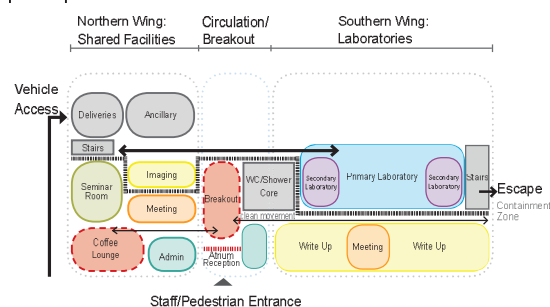 Northern Wing:
Shared Facilities
Circulation/
Breakout
Southern Wing:
Laboratories
Vehicle
Access
Deliveries
Ancillary
Stairs
Imaging
Seminar
Room
Meeting
Breakout
WC/Shower
Core
Secondary
Laboratory
Primary Laboratory
Secondary
Laboratory
Stairs
Escape
Containment
Zone
lean movement
Coffee
Lounge
Admin
Atrium
Reception
Write Up
Meeting
Write Up
Staff/Pedestrian Entrance